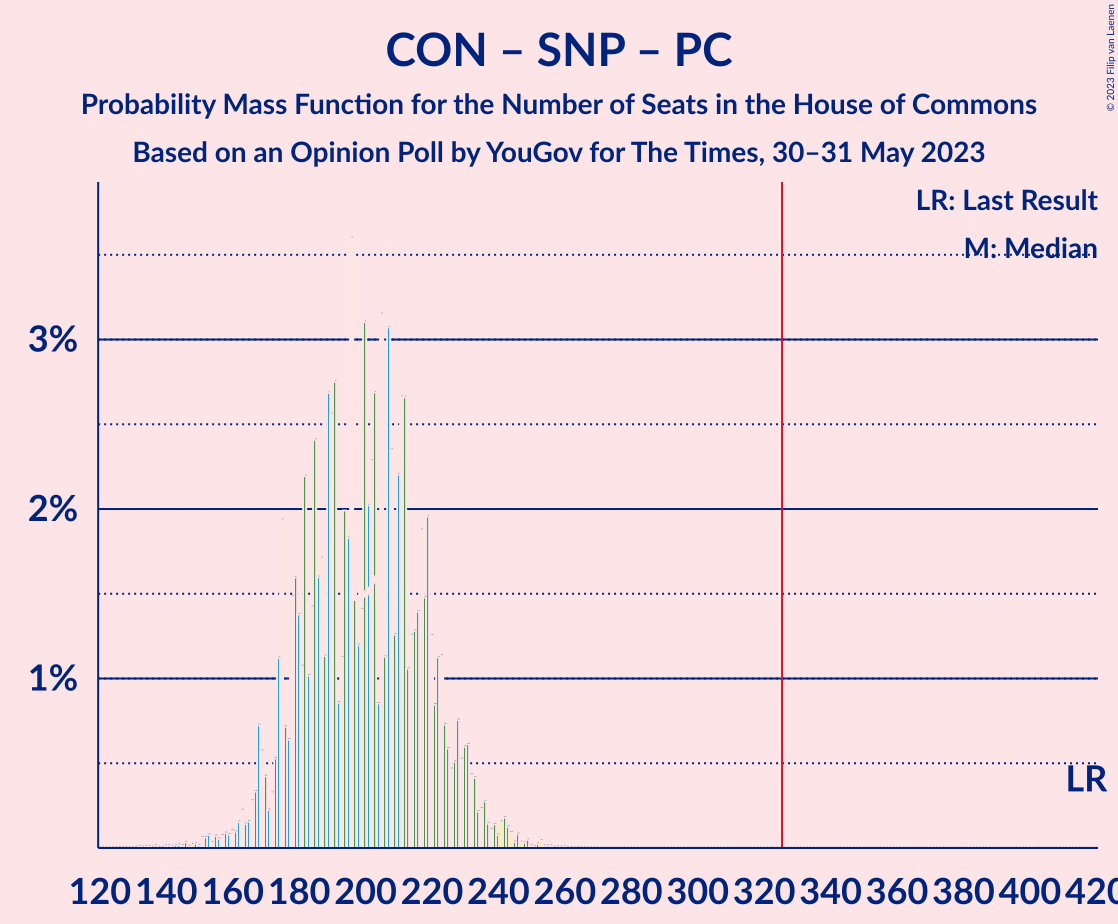 CON – SNP – PC
Probability Mass Function for the Number of Seats in the House of Commons
Based on an Opinion Poll by YouGov for The Times, 30–31 May 2023
© 2023 Filip van Laenen
LR: Last Result
M: Median
3%
2%
1%
LR
120 140 160 180 200 220 240 260 280 300 320 340 360 380 400 420